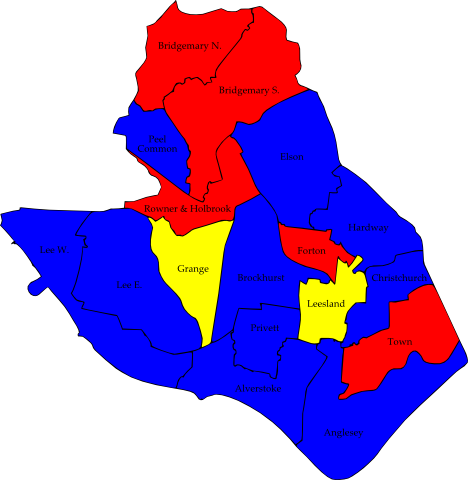 Bridgemary N.
Bridgemary S.
Peel
Common
Elson
Rowner & Holbrook
Hardway
Lee W.
Forton
Grange
Brockhurst
Christchurch
Lee E.
Leesland
Privett
Town
Alverstoke
Anglesey